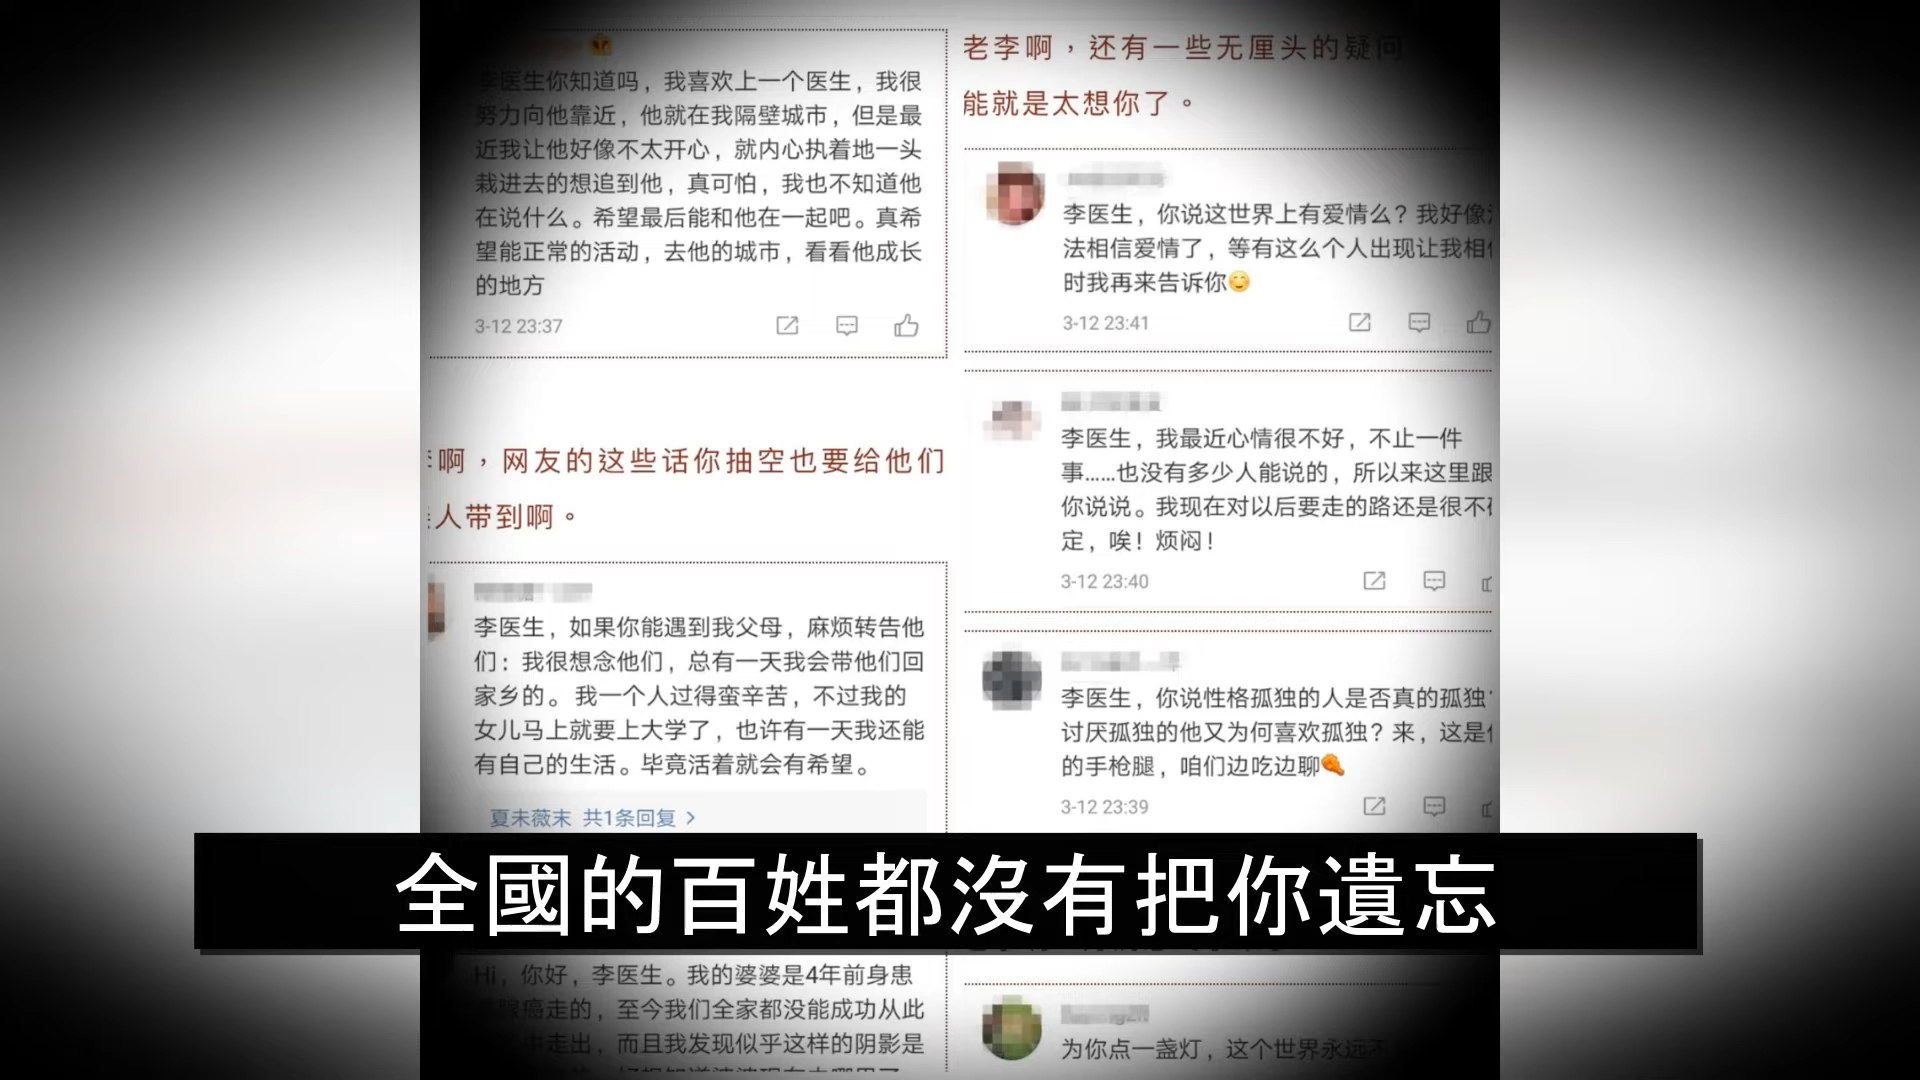 李医生你知道吗，我喜欢上一个医生，我很
努力向他靠近，他就在我隔壁城市，但是最
近我让他好像不太开心，就内心执着地一头
栽进去的想追到他，真可怕，我也不知道他
在说什么。希望最后能和他在一起吧。真希
望能正常的活动，去他的城市，看看他成长
的地方
3-12 23:37
啊，网友的这些话你抽空也要给他们
人带到啊。
李医生，如果你能遇到我父母，麻烦转告他
们：我很想念他们，总有一天我会带他们回
家乡的。 我一个人过得蛮辛苦，不过我的
女儿马上就要上大学了，也许有一天我还能
有自己的生活。毕竟活着就会有希望。
夏未薇末 共1条回复 >
Hi，你好，李医生。我的婆婆是4年前身患
腺癌走的，至今我们全家都没能成功从此
中走出，而且我发现似乎这样的阴影是
老李啊，还有一些无厘头的疑问
能就是太想你了。
李医生，你说这世界上有爱情么？我好像
法相信爱情了，等有这么个人出现让我相
时我再来告诉你😊
3-12 23:41
李医生，我最近心情很不好，不止一件
事……也没有多少人能说的，所以来这里跟
你说说。我现在对以后要走的路还是很不
定，唉！烦闷！
3-12 23:40
李医生，你说性格孤独的人是否真的孤独
讨厌孤独的他又为何喜欢孤独？来，这是
的手枪腿，咱们边吃边聊🍗
3-12 23:39
为你点一盏灯，这个世界永远不
全國的百姓都沒有把你遺忘